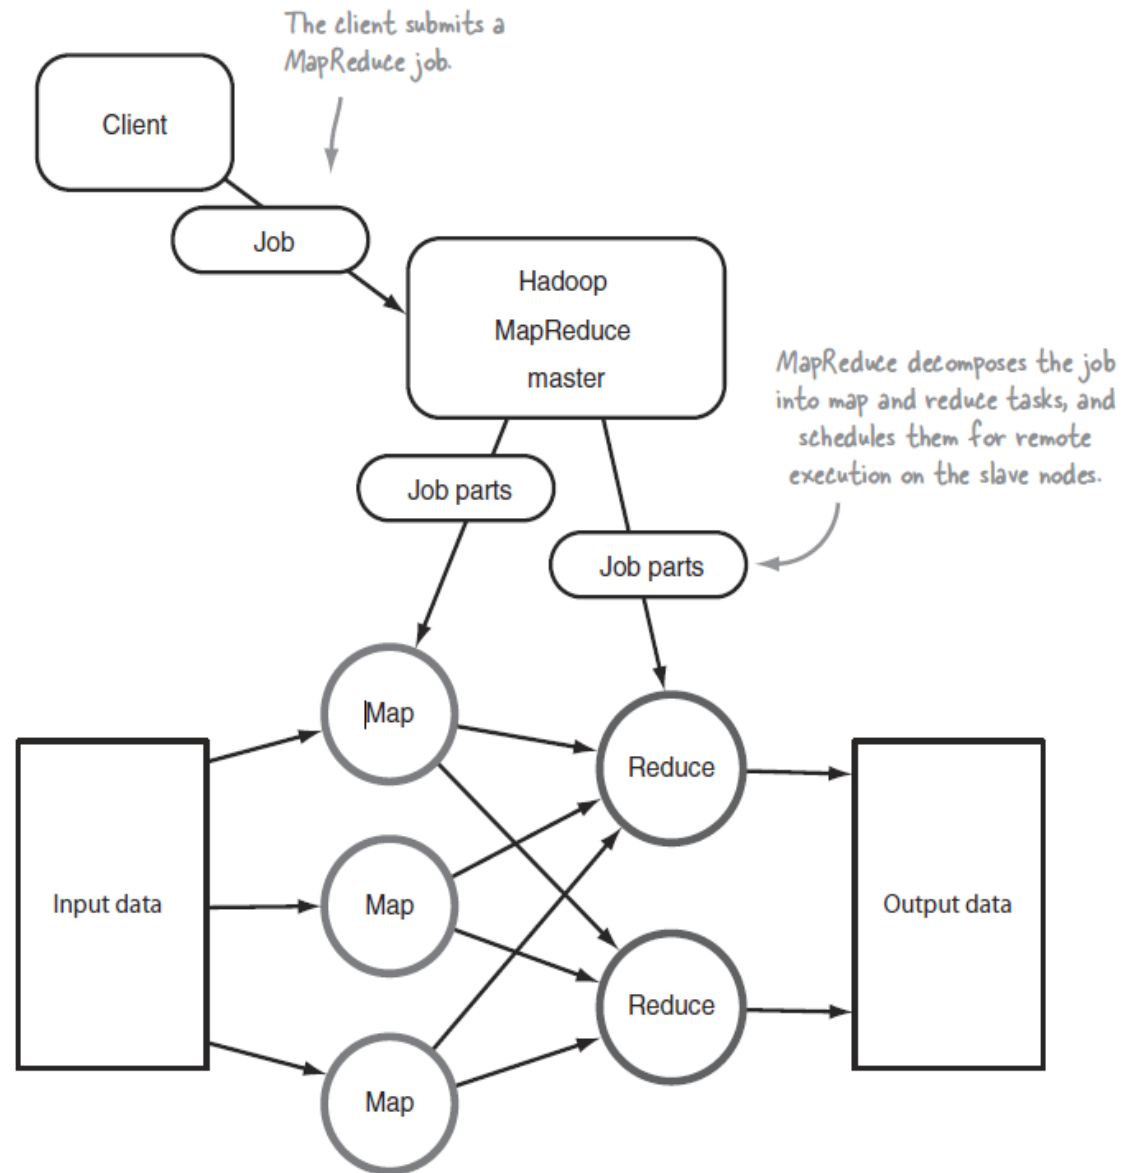 The client submits a
MapReduce job.
Client
Job
Hadoop
MapReduce
master
MapReduce decomposes the job
into map and reduce tasks, and
schedules them for remote
execution on the slave nodes.
Job parts
Job parts
Map
Reduce
Input data
Map
Output data
Reduce
Map